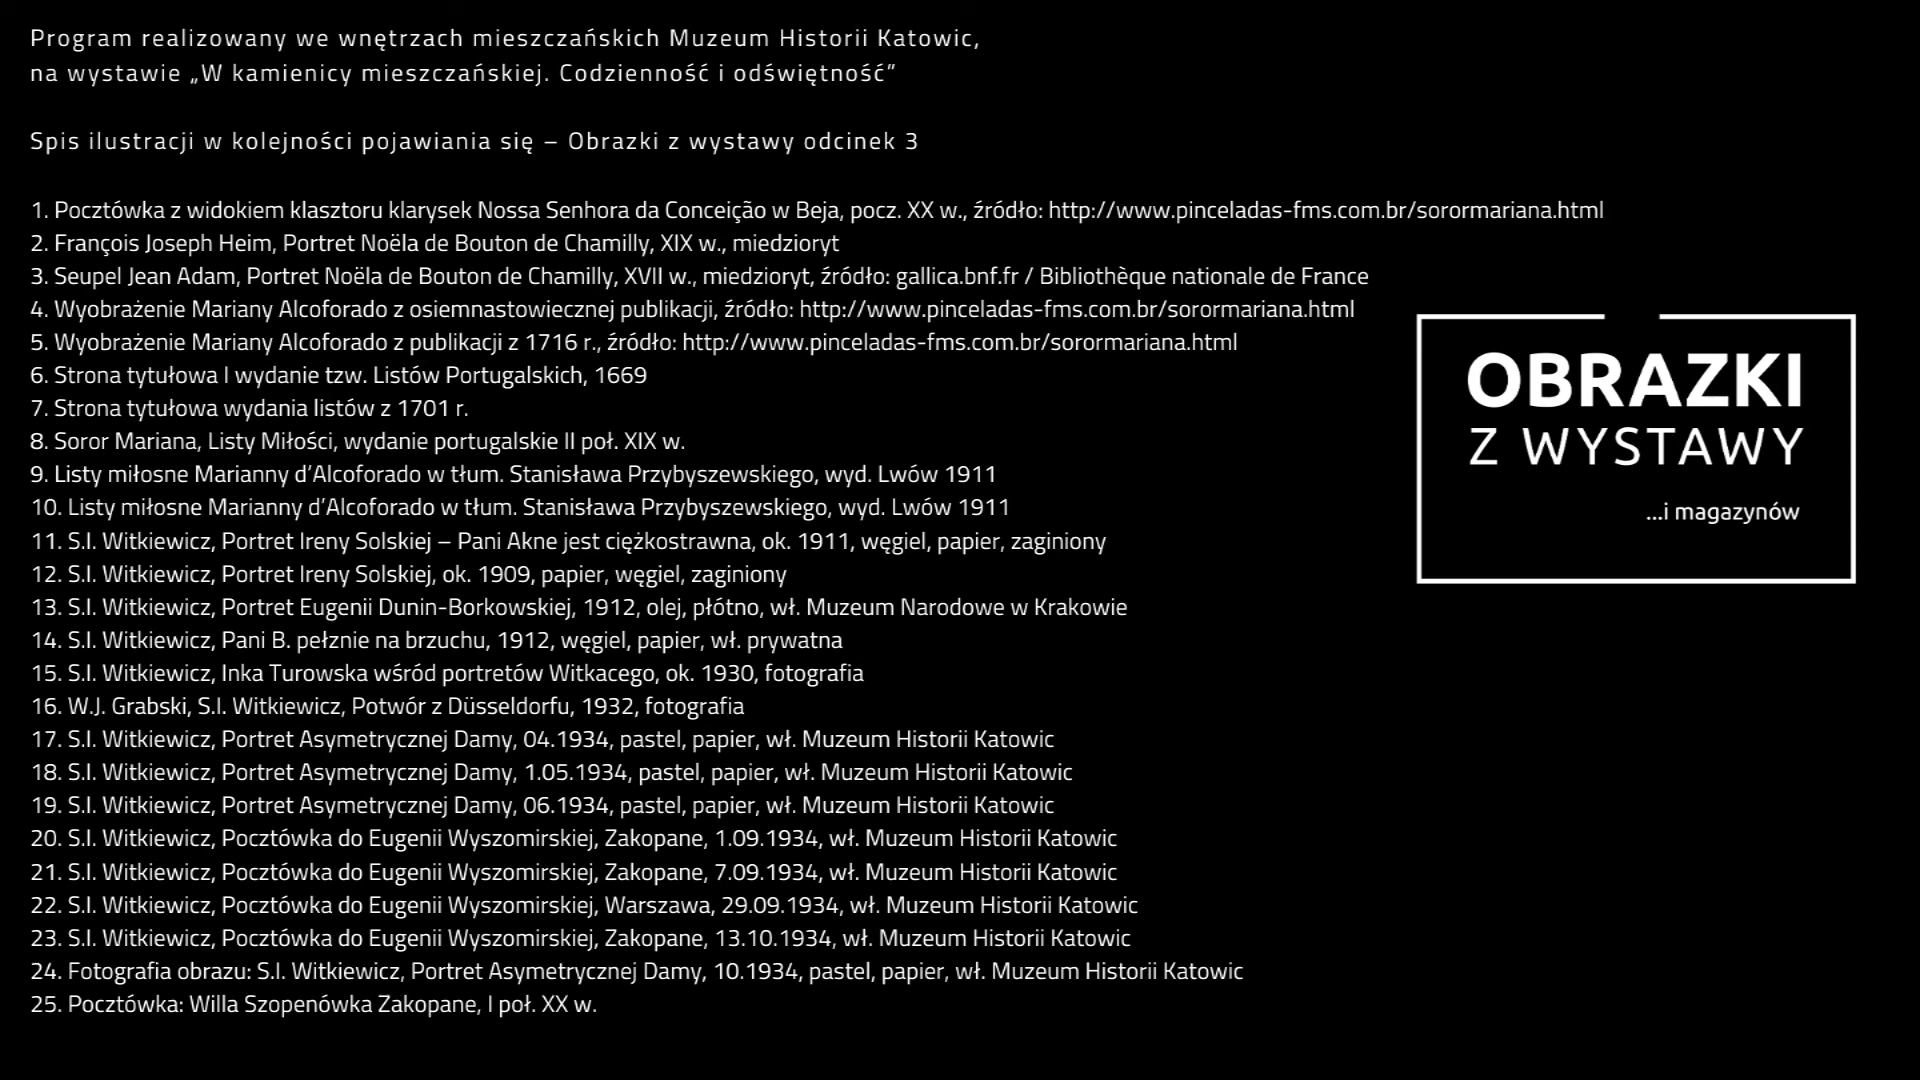 Program realizowany we wnętrzach mieszczańskich Muzeum Historii Katowic,
na wystawie „W kamienicy mieszczańskiej. Codzienność i odświętność”
Spis ilustracji w kolejności pojawiania się – Obrazki z wystawy odcinek 3
1. Pocztówka z widokiem klasztoru klarysek Nossa Senhora da Conceição w Beja, pocz. XX w., źródło: http://www.pinceladas-fms.com.br/sorormariana.html
2. François Joseph Heim, Portret Noëla de Bouton de Chamilly, XIX w., miedzioryt
3. Seupel Jean Adam, Portret Noëla de Bouton de Chamilly, XVII w., miedzioryt, źródło: gallica.bnf.fr / Bibliothèque nationale de France
4. Wyobrażenie Mariany Alcoforado z osiemnastowiecznej publikacji, źródło: http://www.pinceladas-fms.com.br/sorormariana.html
5. Wyobrażenie Mariany Alcoforado z publikacji z 1716 r., źródło: http://www.pinceladas-fms.com.br/sorormariana.html
6. Strona tytułowa I wydanie tzw. Listów Portugalskich, 1669
7. Strona tytułowa wydania listów z 1701 r.
8. Soror Mariana, Listy Miłości, wydanie portugalskie II poł. XIX w.
9. Listy miłosne Marianny d’Alcoforado w tłum. Stanisława Przybyszewskiego, wyd. Lwów 1911
10. Listy miłosne Marianny d’Alcoforado w tłum. Stanisława Przybyszewskiego, wyd. Lwów 1911
11. S.I. Witkiewicz, Portret Ireny Solskiej – Pani Akne jest ciężkostrawna, ok. 1911, węgiel, papier, zaginiony
12. S.I. Witkiewicz, Portret Ireny Solskiej, ok. 1909, papier, węgiel, zaginiony
13. S.I. Witkiewicz, Portret Eugenii Dunin-Borkowskiej, 1912, olej, płótno, wł. Muzeum Narodowe w Krakowie
14. S.I. Witkiewicz, Pani B. pełznie na brzuchu, 1912, węgiel, papier, wł. prywatna
15. S.I. Witkiewicz, Inka Turowska wśród portretów Witkacego, ok. 1930, fotografia
16. W.J. Grabski, S.I. Witkiewicz, Potwór z Düsseldorfu, 1932, fotografia
17. S.I. Witkiewicz, Portret Asymetrycznej Damy, 04.1934, pastel, papier, wł. Muzeum Historii Katowic
18. S.I. Witkiewicz, Portret Asymetrycznej Damy, 1.05.1934, pastel, papier, wł. Muzeum Historii Katowic
19. S.I. Witkiewicz, Portret Asymetrycznej Damy, 06.1934, pastel, papier, wł. Muzeum Historii Katowic
20. S.I. Witkiewicz, Pocztówka do Eugenii Wyszomirskiej, Zakopane, 1.09.1934, wł. Muzeum Historii Katowic
21. S.I. Witkiewicz, Pocztówka do Eugenii Wyszomirskiej, Zakopane, 7.09.1934, wł. Muzeum Historii Katowic
22. S.I. Witkiewicz, Pocztówka do Eugenii Wyszomirskiej, Warszawa, 29.09.1934, wł. Muzeum Historii Katowic
23. S.I. Witkiewicz, Pocztówka do Eugenii Wyszomirskiej, Zakopane, 13.10.1934, wł. Muzeum Historii Katowic
24. Fotografia obrazu: S.I. Witkiewicz, Portret Asymetrycznej Damy, 10.1934, pastel, papier, wł. Muzeum Historii Katowic
25. Pocztówka: Willa Szopenówka Zakopane, I poł. XX w.
OBRAZKI
Z WYSTAWY
...i magazynów